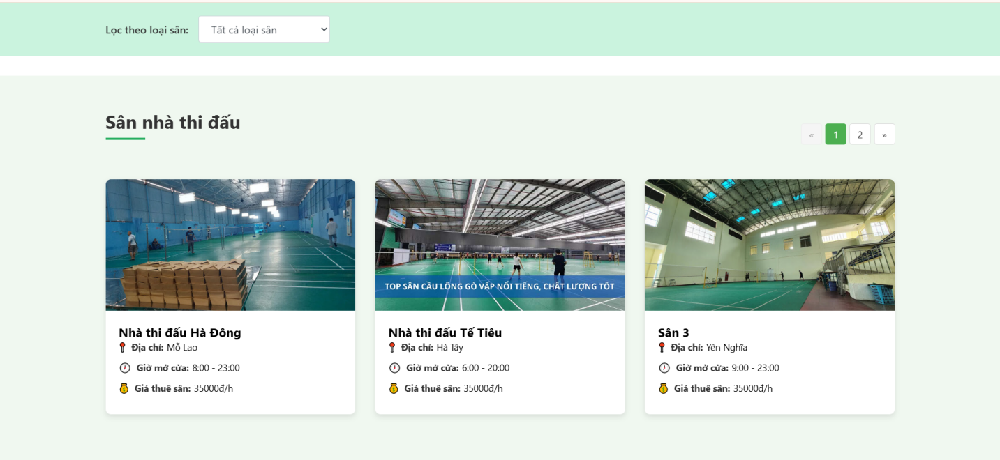 Lọc theo loại sân:
Tất cả loại sân
Sân nhà thi đấu
« 1 2 »
TOP SÂN CẦU LÔNG GÒ VẤP NỔI TIẾNG, CHẤT LƯỢNG TỐT
Nhà thi đấu Hà Đông
Địa chỉ: Mỗ Lao
Giờ mở cửa: 8:00 - 23:00
Giá thuê sân: 35000đ/h
Nhà thi đấu Tế Tiêu
Địa chỉ: Hà Tây
Giờ mở cửa: 6:00 - 20:00
Giá thuê sân: 35000đ/h
Sân 3
Địa chỉ: Yên Nghĩa
Giờ mở cửa: 9:00 - 23:00
Giá thuê sân: 35000đ/h